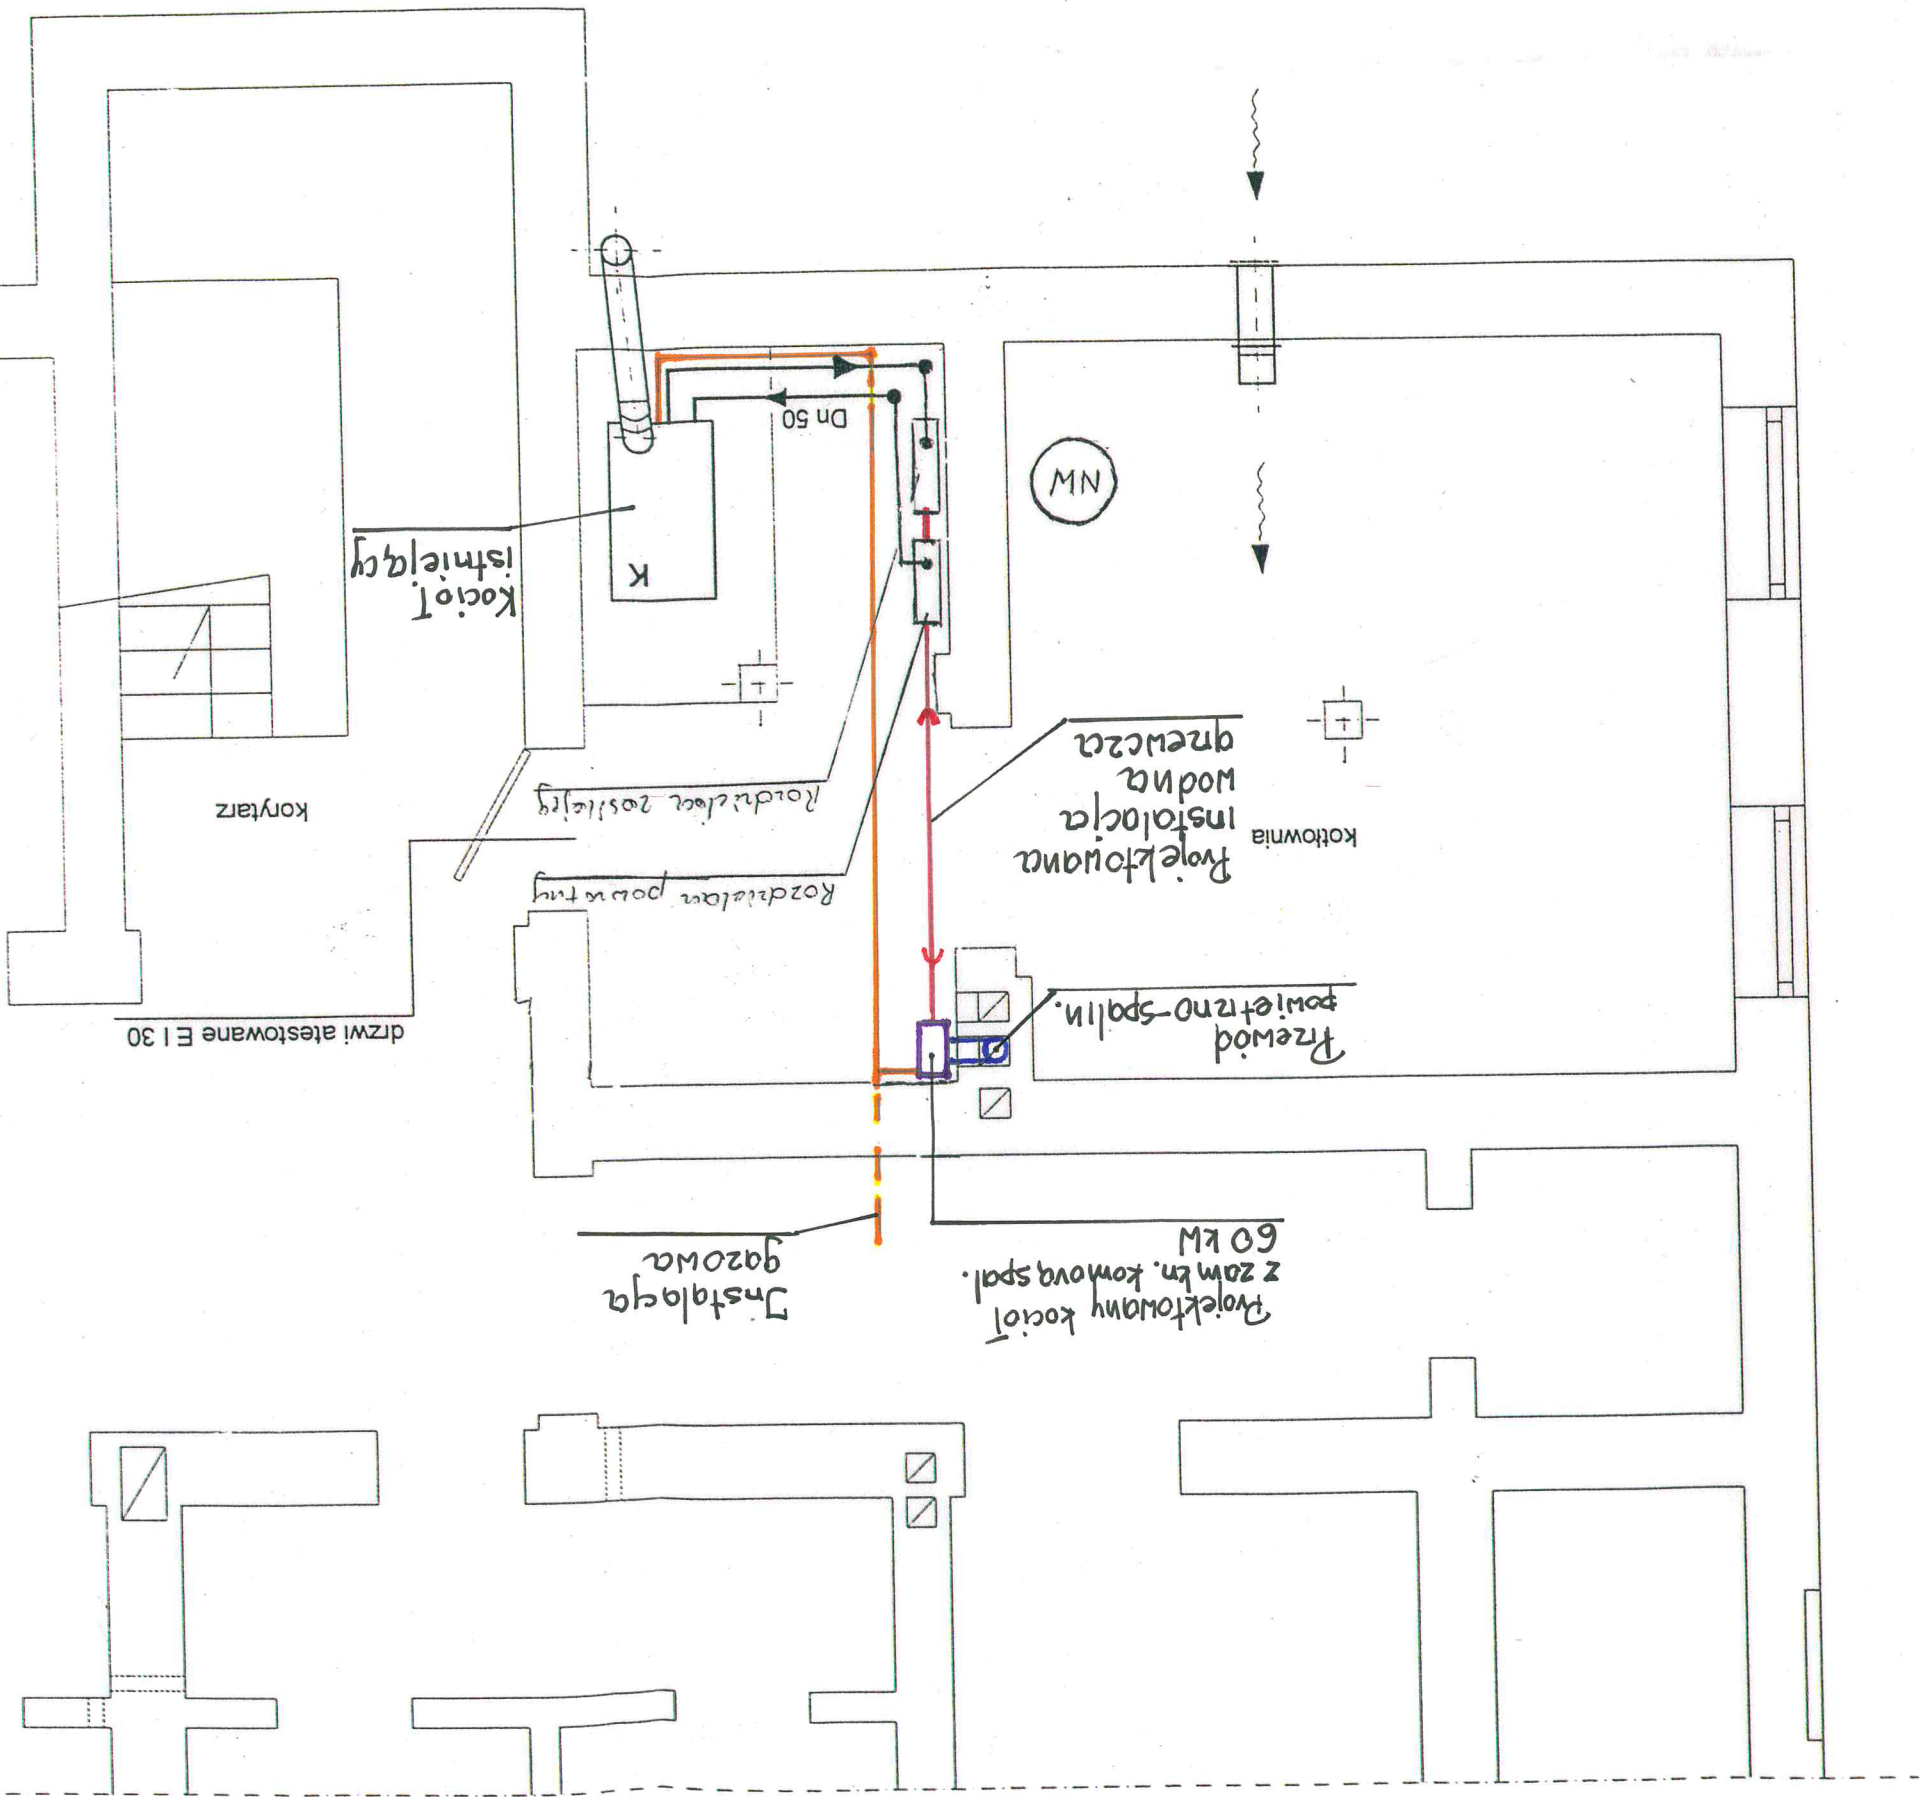 Projektowany kocioł
z zamkn. komorą spal.
60 kW
Instalacja
gazowa
Przewód
powietrzno-spalin.
drzwi atestowane E I 30
Rozdzielacz powrotny
kotłownia
Projektowana
instalacja
wodna
grzewcza
Rozdzielacz zasilający
korytarz
Kocioł
istniejący
K
NW
Dn 50